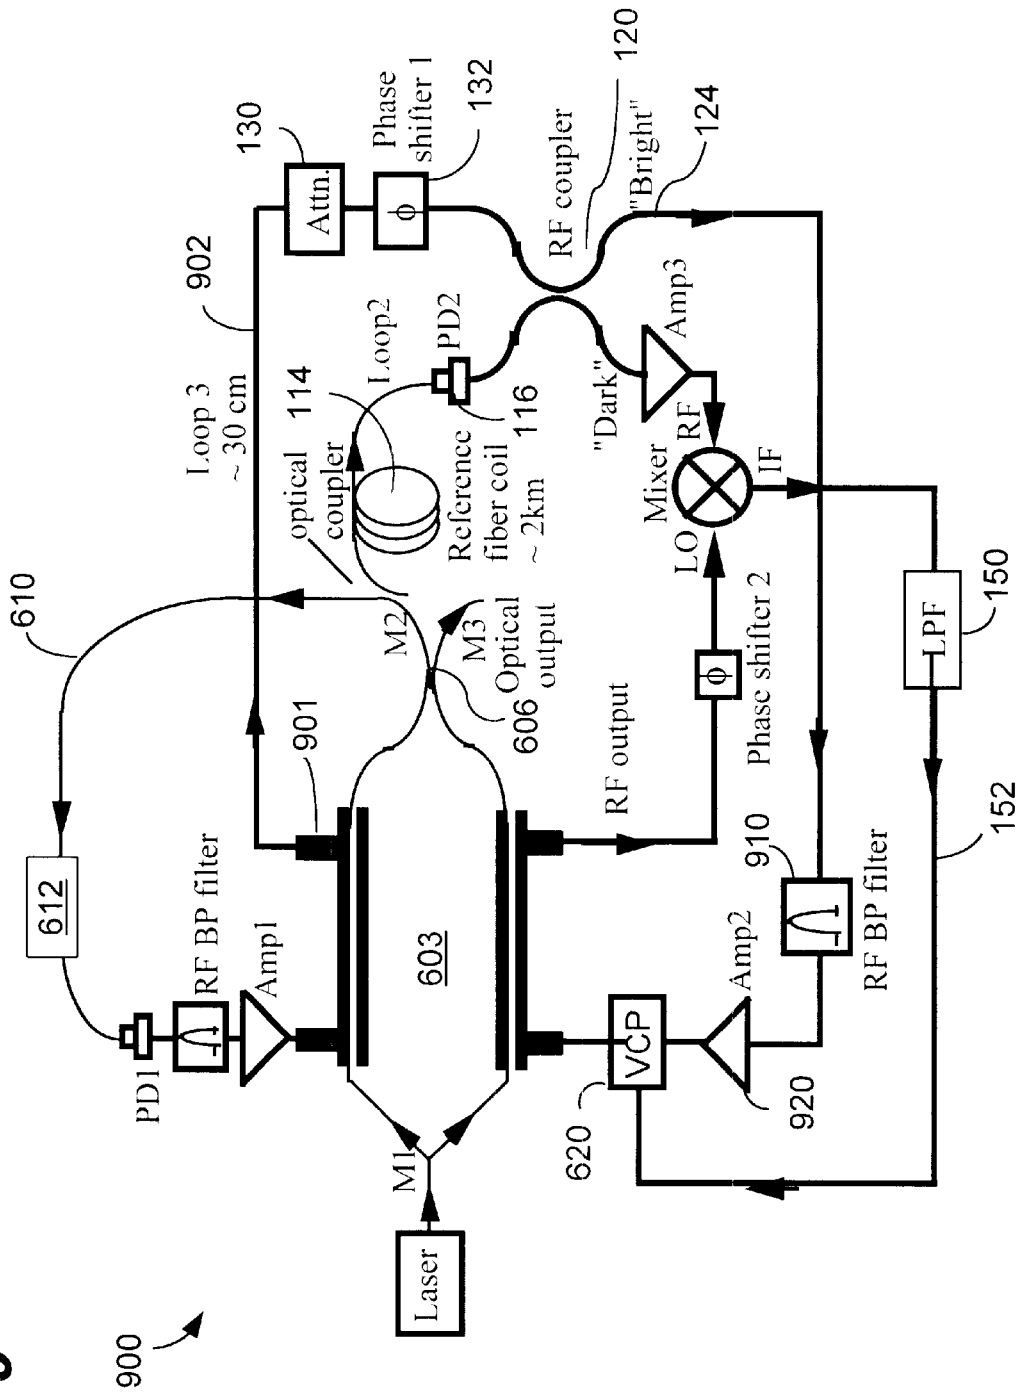 900
Laser
M1
603
PD1
RF BP filter
Amp1
612
610
901
902
Loop 3
~ 30 cm
130
Attn.
Phase
shifter 1
132
ϕ
optical
coupler
114
Loop2
PD2
116
Reference
fiber coil
~ 2km
M2
M3
Optical
output
606
RF coupler
120
"Bright"
124
"Dark"
Amp3
RF
Mixer
LO
IF
RF output
ϕ
Phase shifter 2
VCP
620
Amp2
920
910
RF BP filter
LPF
150
152